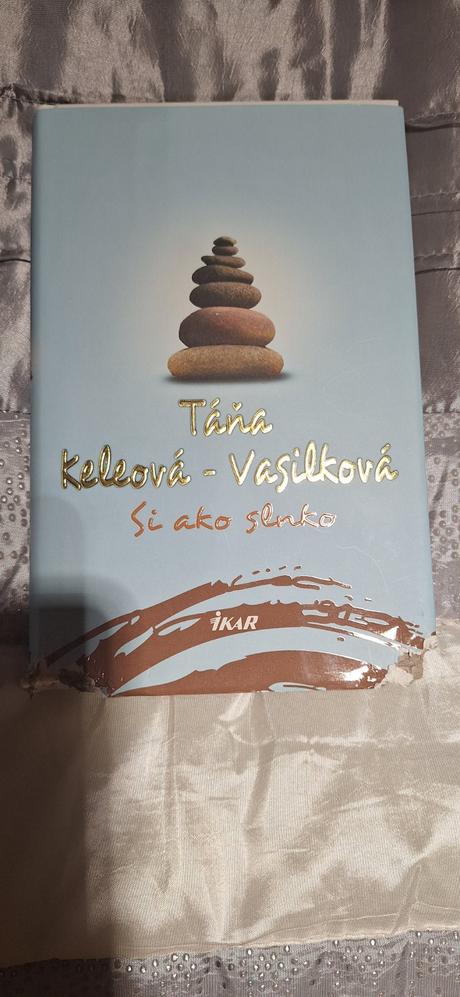 Táňa
Keleová - Vasilková
Si ako slnko
iKAR